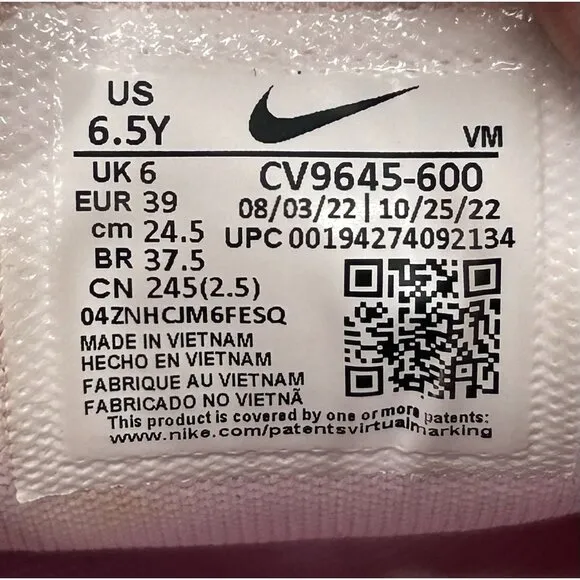 US
6.5Y
VM
UK 6
EUR 39
cm 24.5
BR 37.5
CN 245(2.5)
04ZNHCJM6FESQ
CV9645-600
08/03/22 | 10/25/22
UPC 00194274092134
MADE IN VIETNAM
HECHO EN VIETNAM
FABRIQUE AU VIETNAM
FABRICADO NO VIETNÃ
This product is covered by one or more patents:
www.nike.com/patentsvirtualmarking